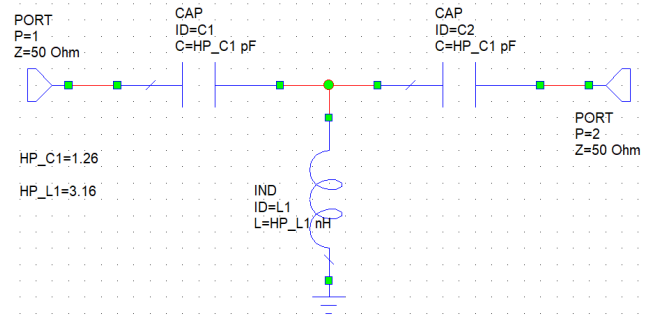 PORT
P=1
Z=50 Ohm
CAP
ID=C1
C=HP_C1 pF
CAP
ID=C2
C=HP_C1 pF
PORT
P=2
Z=50 Ohm
HP_C1=1.26
HP_L1=3.16
IND
ID=L1
L=HP_L1 nH